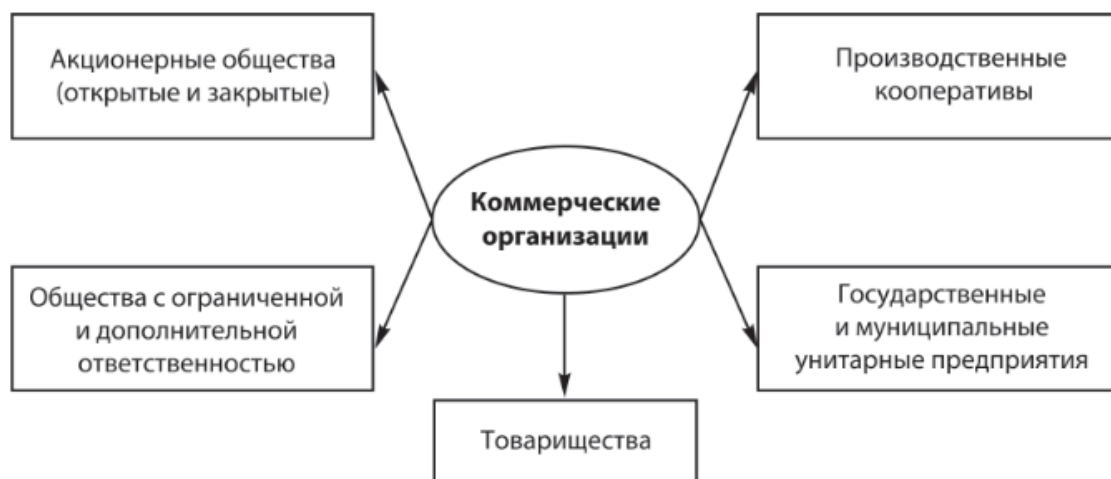 Акционерные общества
(открытые и закрытые)
Производственные
кооперативы
Коммерческие
организации
Общества с ограниченной
и дополнительной
ответственностью
Государственные
и муниципальные
унитарные предприятия
Товарищества